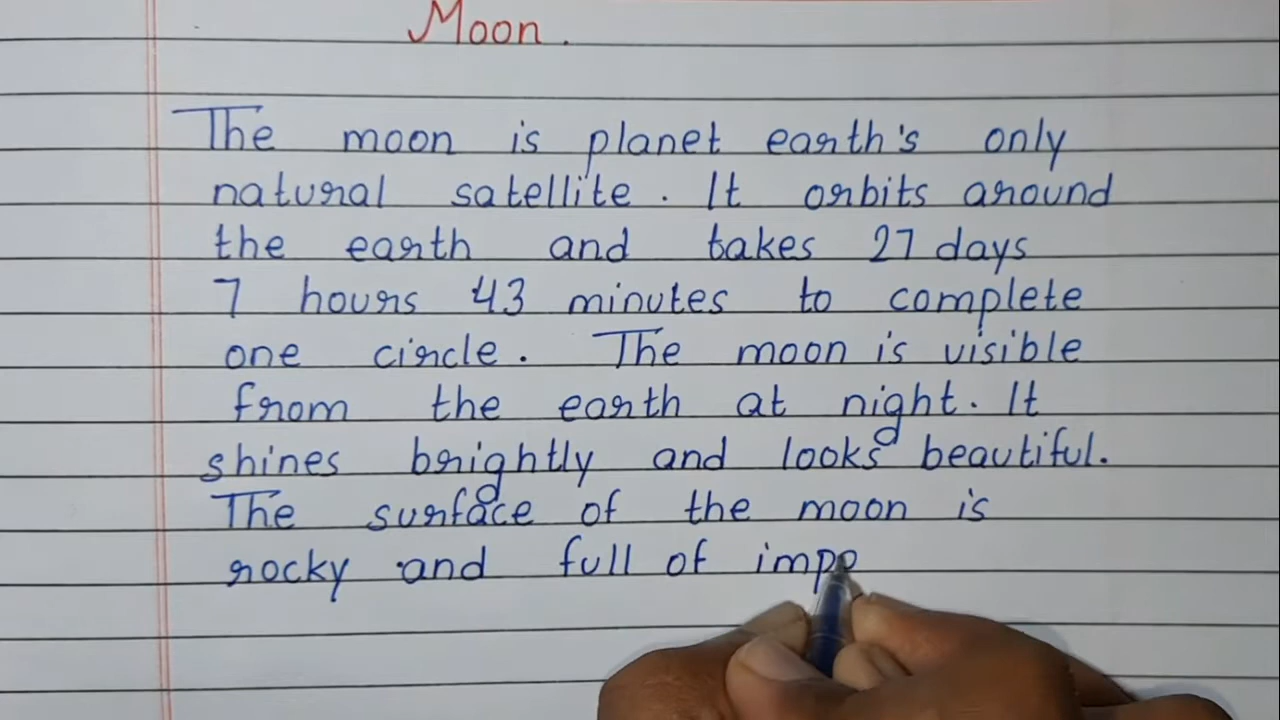 Moon.
The moon is planet earth's only
natural satellite. It orbits around
the earth and takes 27 days
7 hours 43 minutes to complete
one circle. The moon is visible
from the earth at night. It
shines brightly and looks beautiful.
The surface of the moon is
rocky and full of impo